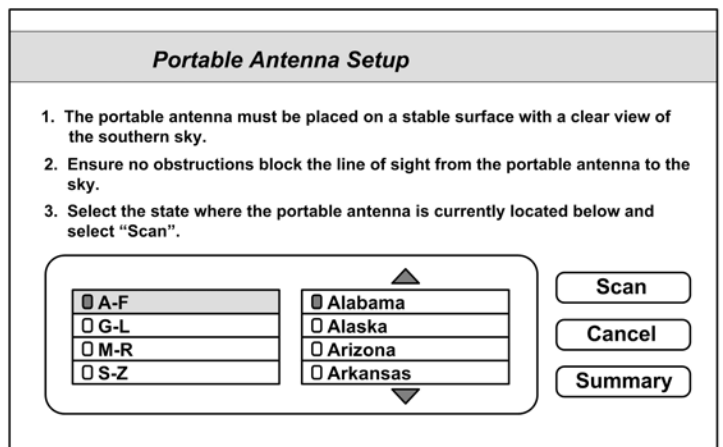 Portable Antenna Setup
1. The portable antenna must be placed on a stable surface with a clear view of
the southern sky.
2. Ensure no obstructions block the line of sight from the portable antenna to the
sky.
3. Select the state where the portable antenna is currently located below and
select “Scan”.
A-F
G-L
M-R
S-Z
Alabama
Alaska
Arizona
Arkansas
Scan
Cancel
Summary